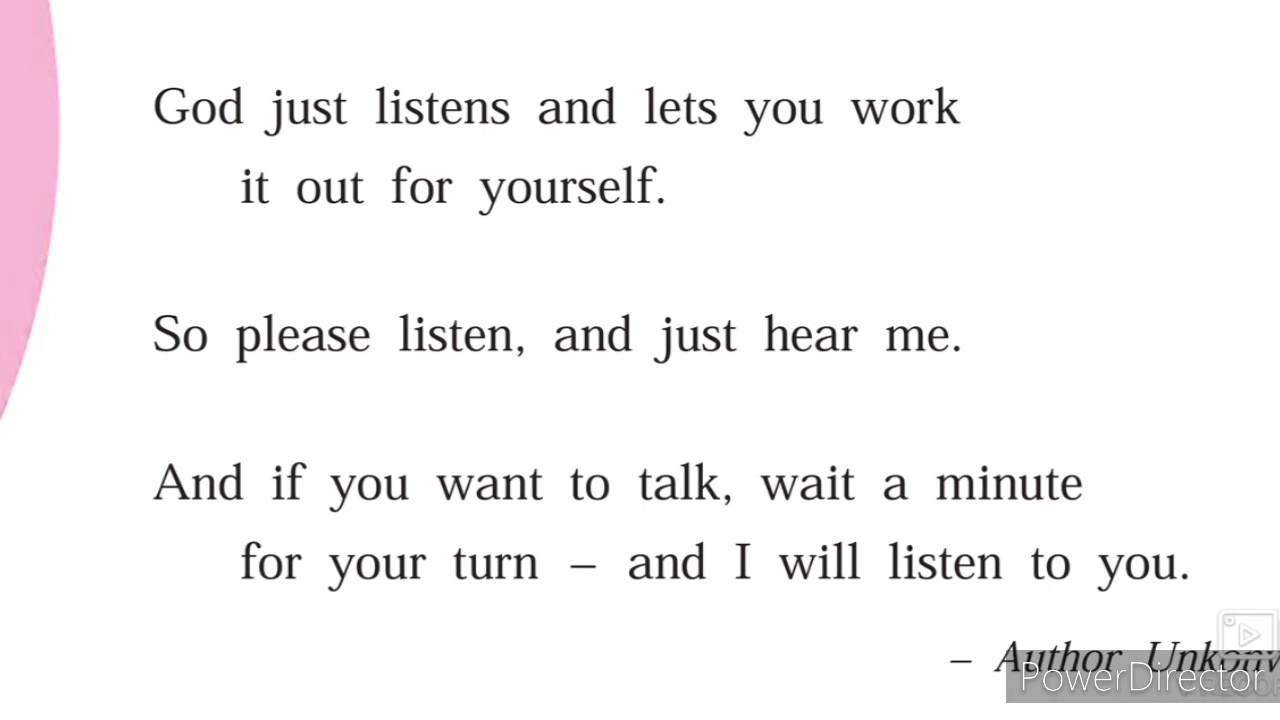 God just listens and lets you work
it out for yourself.
So please listen, and just hear me.
And if you want to talk, wait a minute
for your turn – and I will listen to you.
– Author
PowerDirector